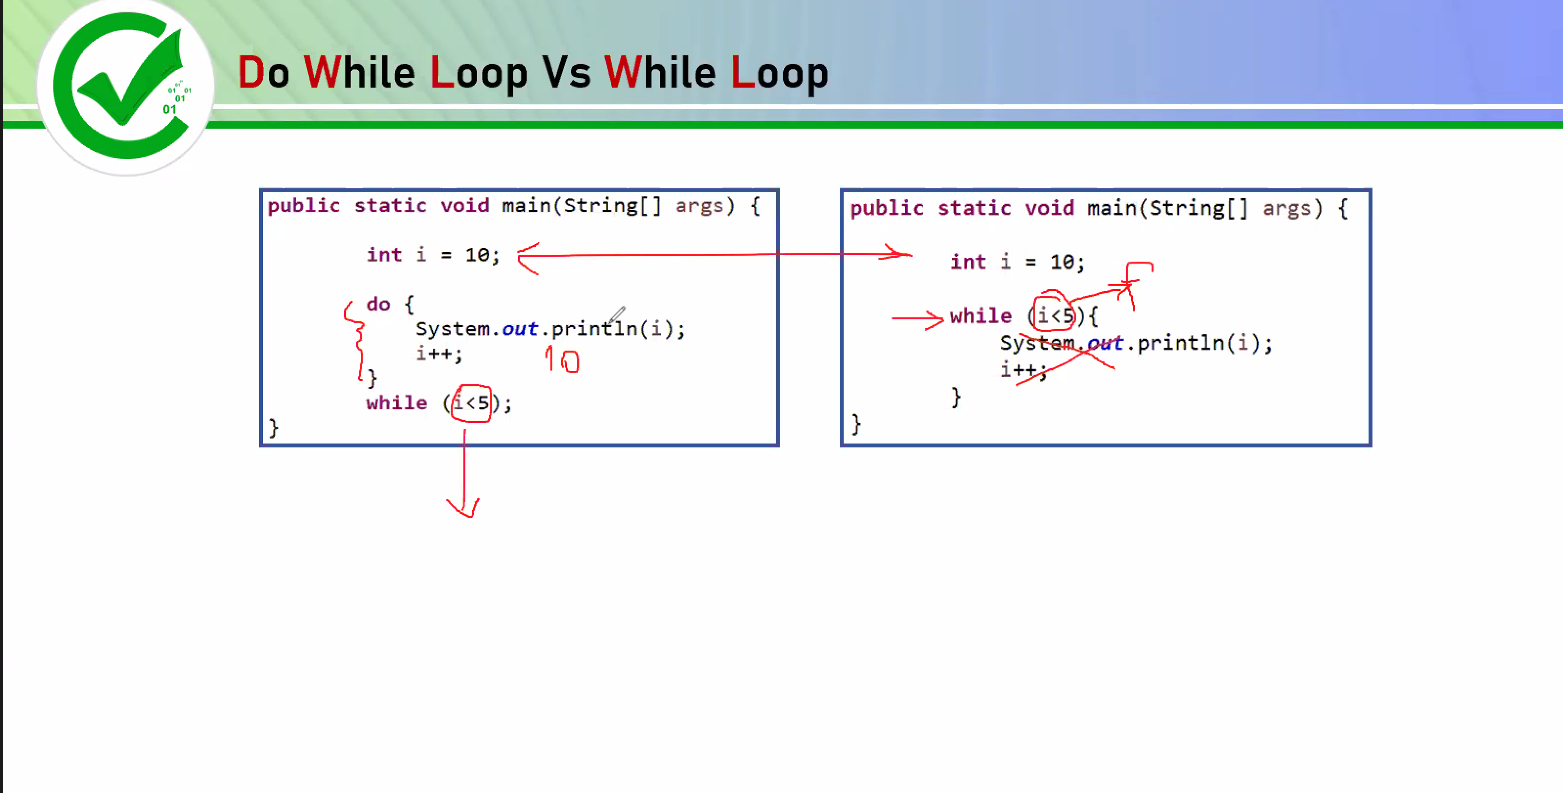 01
01
01
01
Do While Loop Vs While Loop
public static void main(String[] args) {
int i = 10;
do {
System.out.println(i);
i++;
10
}
while (i<5);
}
public static void main(String[] args) {
int i = 10;
F
while (i<5){
System.out.println(i);
i++;
}
}